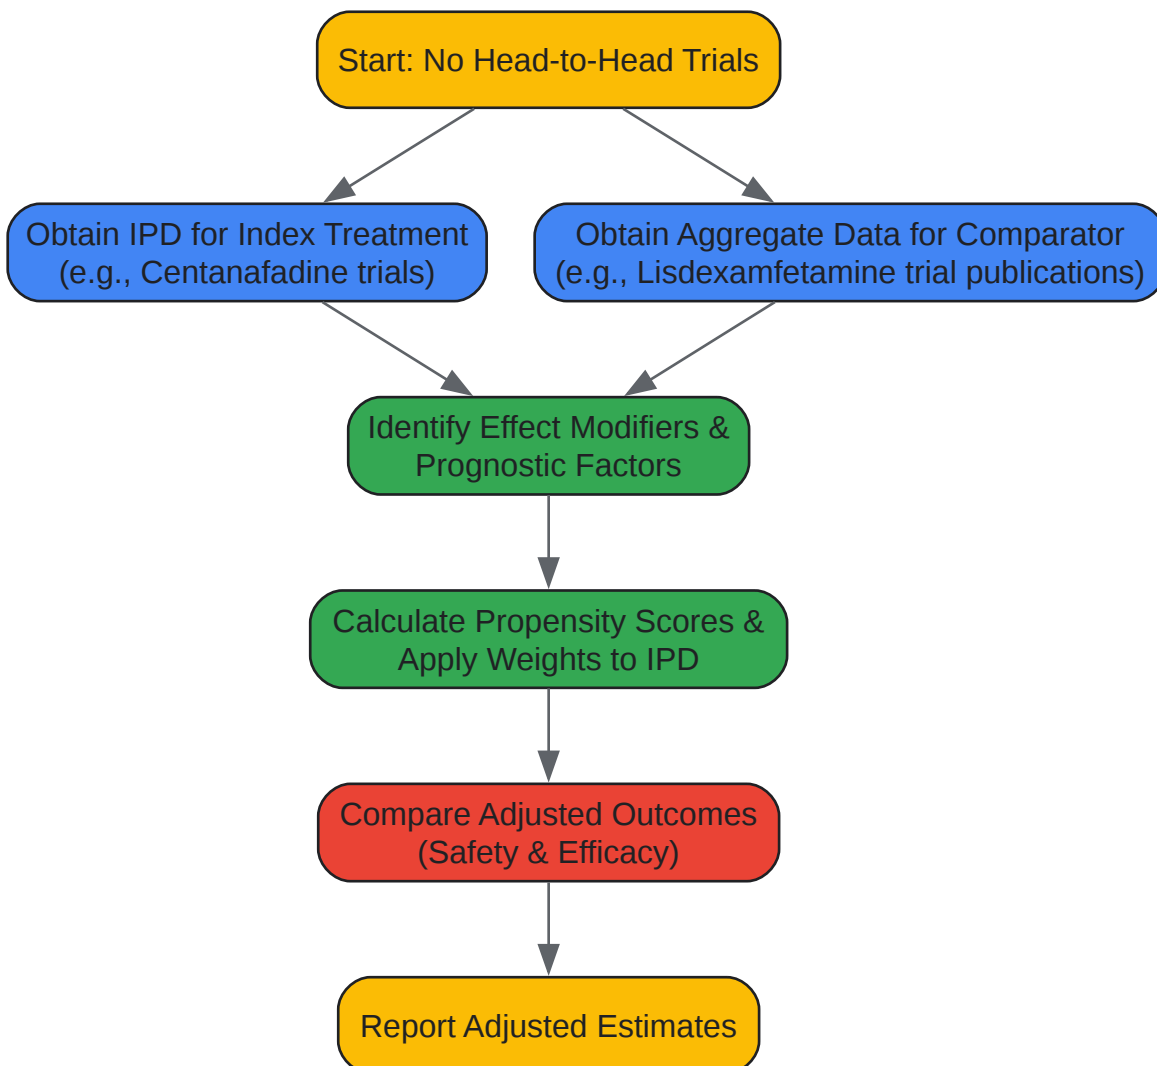 Start: No Head-to-Head Trials
Obtain IPD for Index Treatment
(e.g., Centanafadine trials)
Obtain Aggregate Data for Comparator
(e.g., Lisdexamfetamine trial publications)
Identify Effect Modifiers &
Prognostic Factors
Calculate Propensity Scores &
Apply Weights to IPD
Compare Adjusted Outcomes
(Safety & Efficacy)
Report Adjusted Estimates